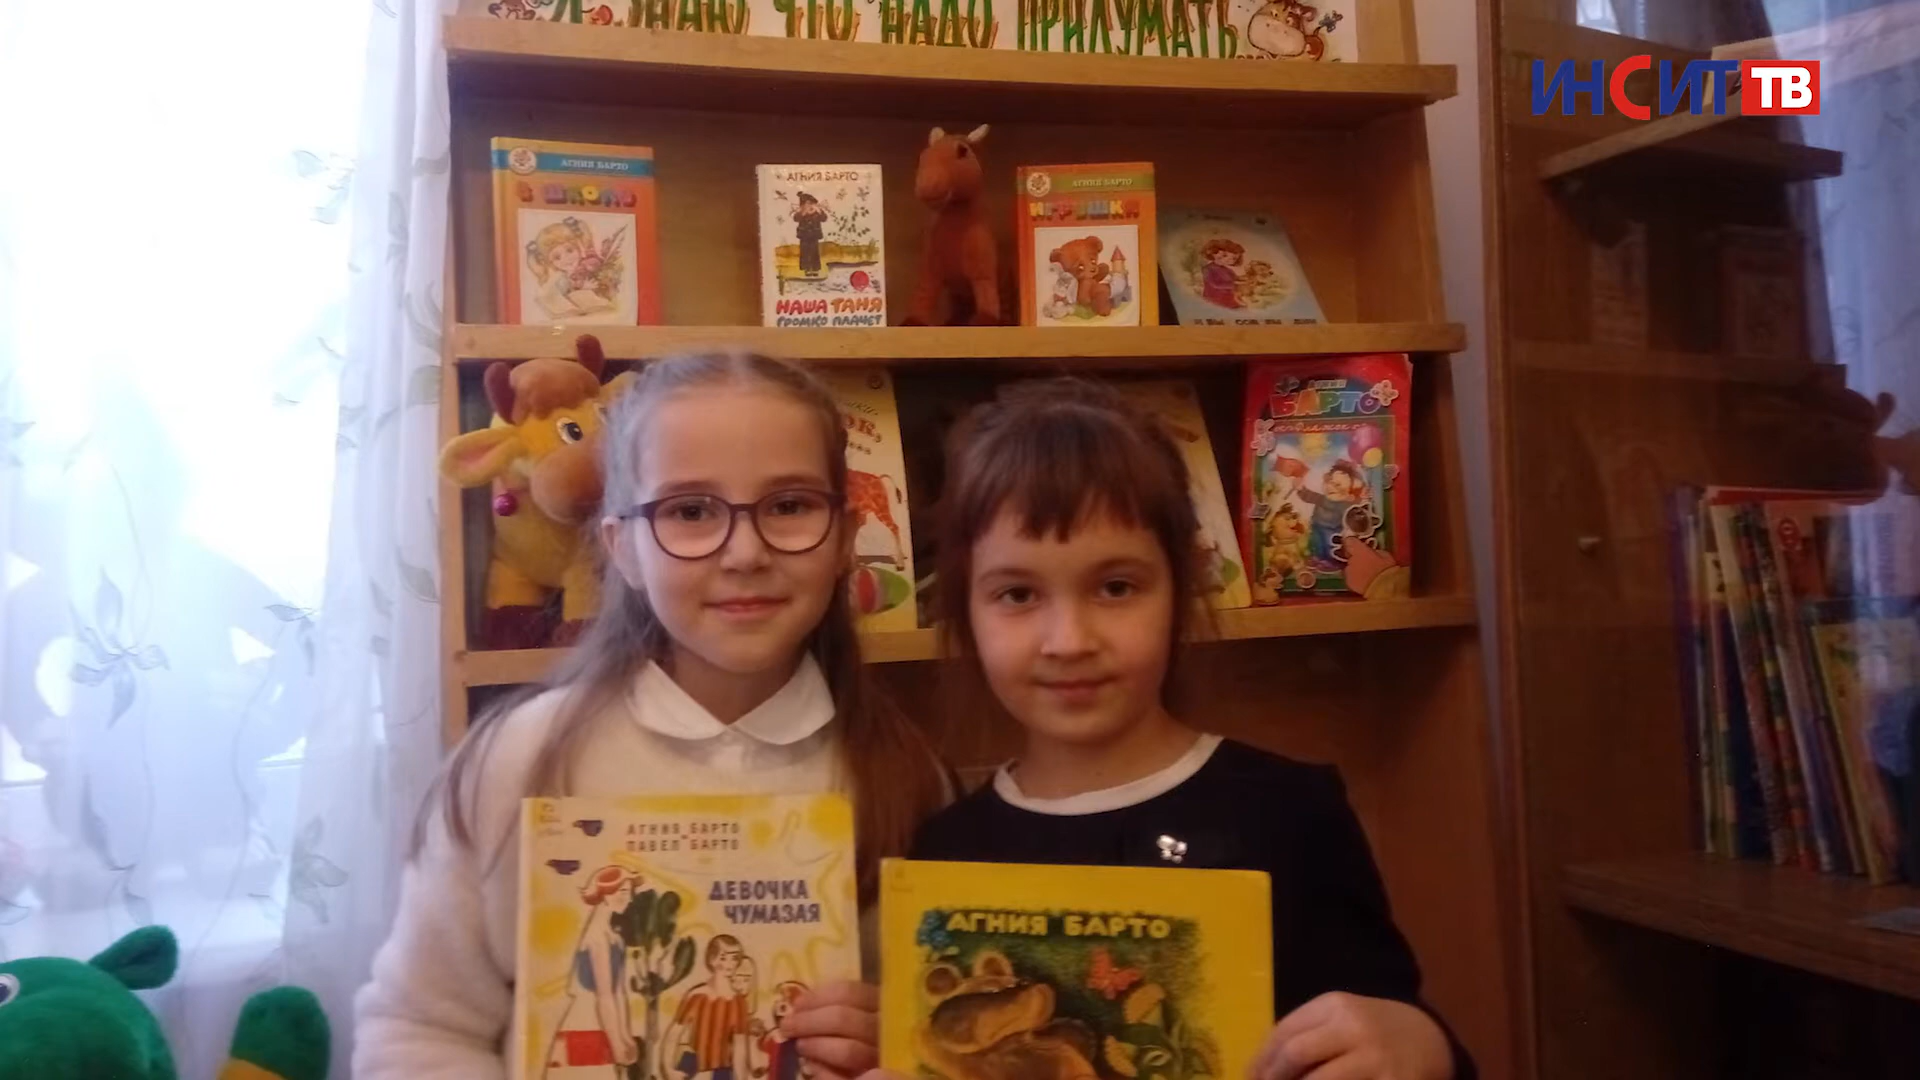 Я ЗНАЮ, ЧТО НАДО ПРИДУМАТЬ
ИНСИТ ТВ
АГНИЯ БАРТО
В ШКОЛУ
АГНИЯ БАРТО
НАША ТАНЯ
ГРОМКО ПЛАЧЕТ
АГНИЯ БАРТО
ИГРУШКИ
АГНИЯ
БАРТО
АГНИЯ БАРТО
И
ПАВЕЛ БАРТО
ДЕВОЧКА
ЧУМАЗАЯ
АГНИЯ БАРТО